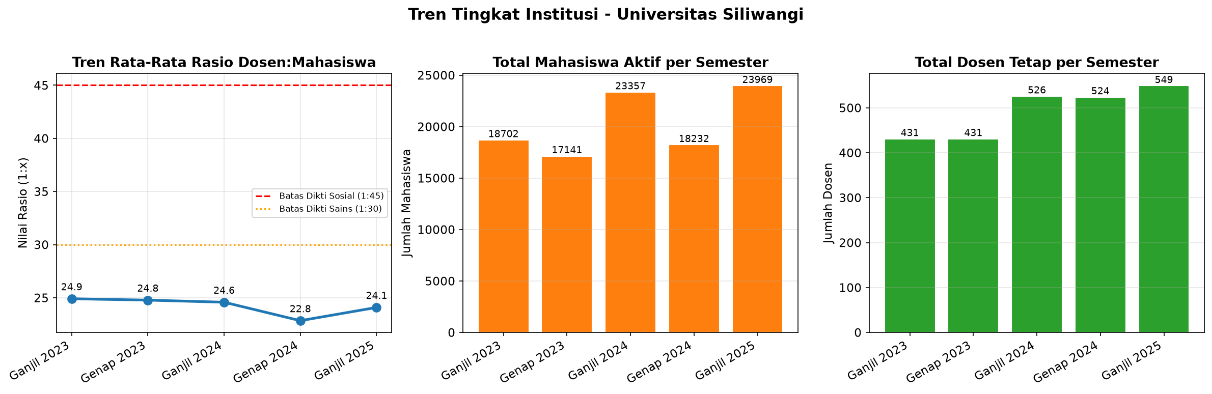 Tren Tingkat Institusi - Universitas Siliwangi
Tren Rata-Rata Rasio Dosen:Mahasiswa
Nilai Rasio (1:x)
45
40
35
30
25
24.9
24.8
24.6
22.8
24.1
Batas Dikti Sosial (1:45)
Batas Dikti Sains (1:30)
Ganjil 2023
Genap 2023
Ganjil 2024
Genap 2024
Ganjil 2025
Total Mahasiswa Aktif per Semester
Jumlah Mahasiswa
25000
20000
15000
10000
5000
0
18702
17141
23357
18232
23969
Ganjil 2023
Genap 2023
Ganjil 2024
Genap 2024
Ganjil 2025
Total Dosen Tetap per Semester
Jumlah Dosen
500
400
300
200
100
0
431
431
526
524
549
Ganjil 2023
Genap 2023
Ganjil 2024
Genap 2024
Ganjil 2025